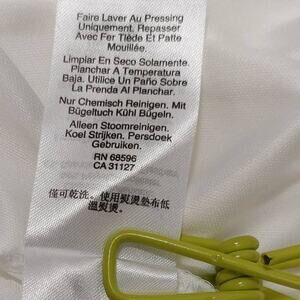 Faire Laver Au Pressing
Uniquement. Repasser
Avec Fer Tiède Et Patte
Mouillée.
Limpiar En Seco Solamente.
Planchar A Temperatura
Baja. Utilice Un Paño Sobre
La Prenda Al Planchar.
Nur Chemisch Reinigen. Mit
Bügeltuch Kühl Bügeln.
Alleen Stoomreinigen.
Koel Strijken. Persdoek
Gebruiken.
RN 68596
CA 31127
僅可乾洗。使用熨燙墊布低
溫熨燙。